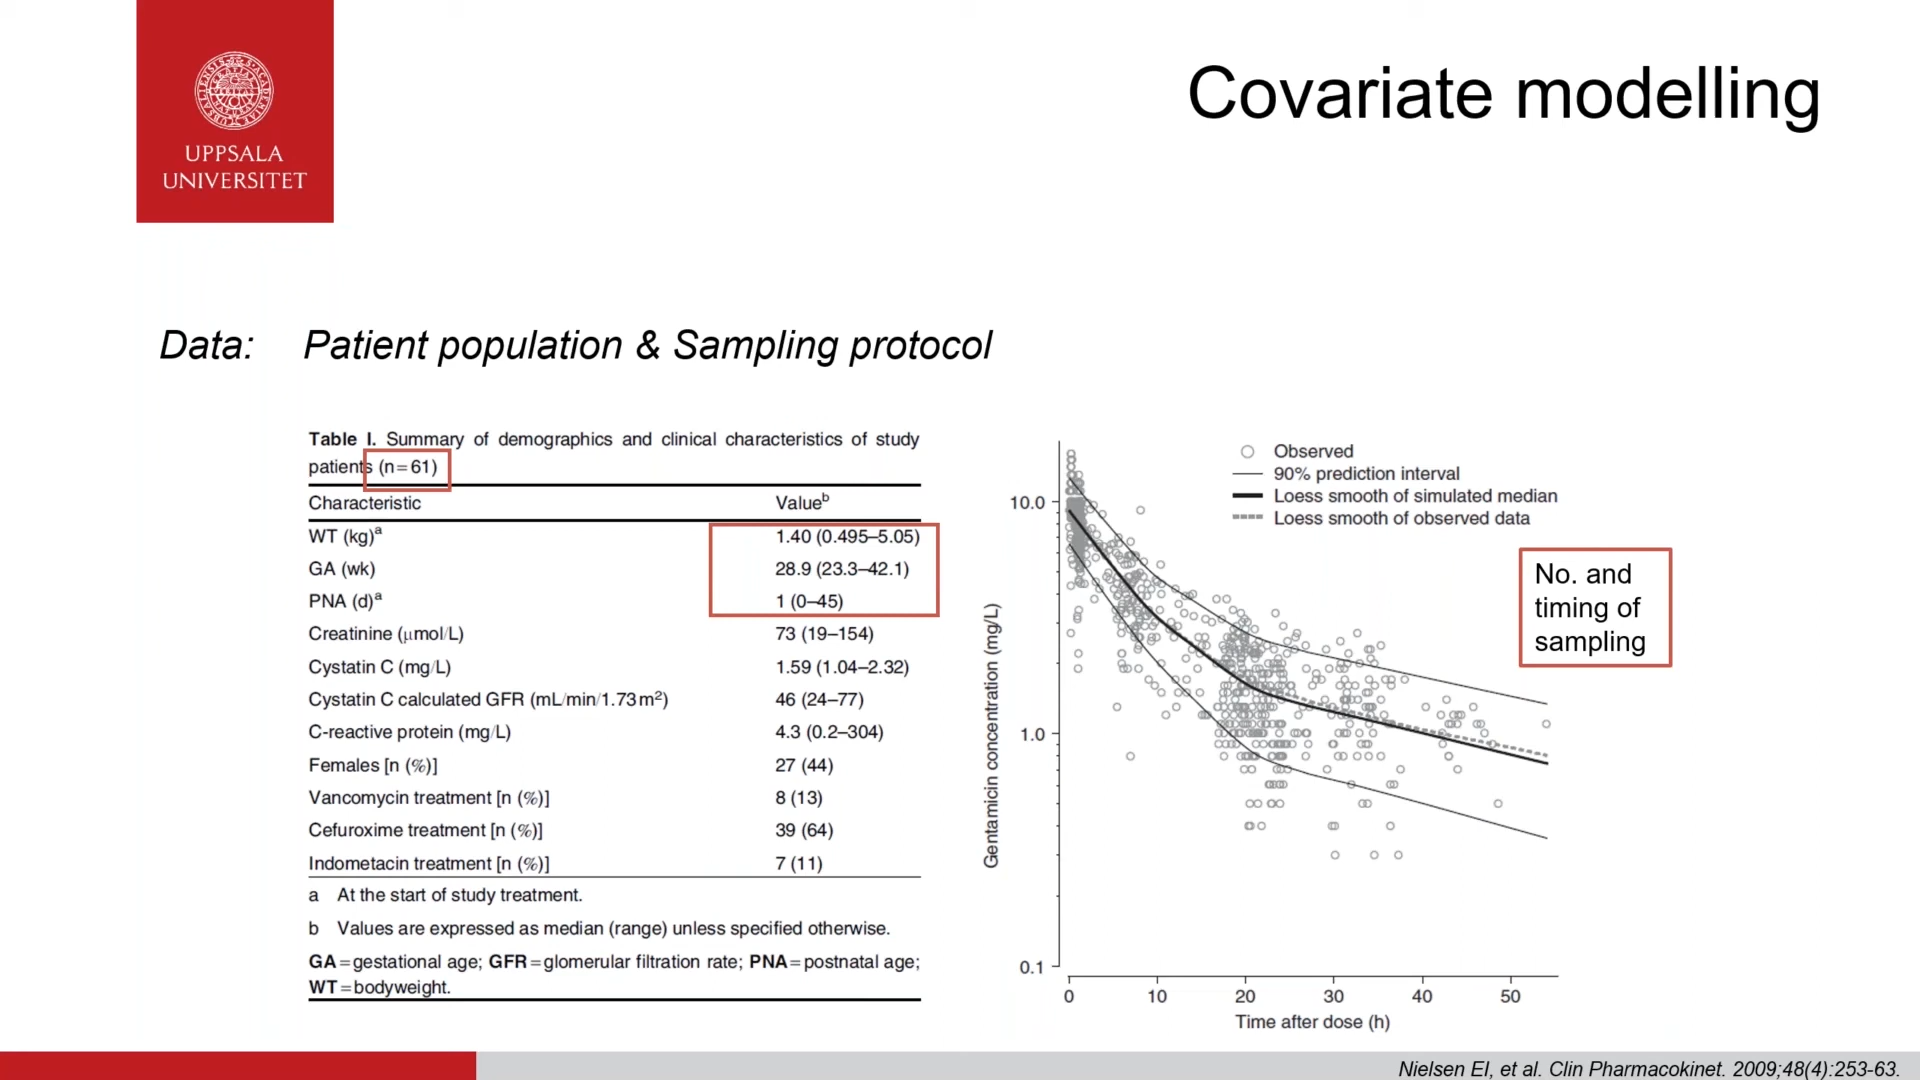 UPPSALA
UNIVERSITET
Covariate modelling
Data: Patient population & Sampling protocol
Table I. Summary of demographics and clinical characteristics of study
patients (n=61)
Characteristic Valueᵇ
WT (kg)ᵃ 1.40 (0.495–5.05)
GA (wk) 28.9 (23.3–42.1)
PNA (d)ᵃ 1 (0–45)
Creatinine (μmol/L) 73 (19–154)
Cystatin C (mg/L) 1.59 (1.04–2.32)
Cystatin C calculated GFR (mL/min/1.73 m²) 46 (24–77)
C-reactive protein (mg/L) 4.3 (0.2–304)
Females [n (%)] 27 (44)
Vancomycin treatment [n (%)] 8 (13)
Cefuroxime treatment [n (%)] 39 (64)
Indometacin treatment [n (%)] 7 (11)
a At the start of study treatment.
b Values are expressed as median (range) unless specified otherwise.
GA = gestational age; GFR = glomerular filtration rate; PNA = postnatal age;
WT = bodyweight.
Observed
90% prediction interval
Loess smooth of simulated median
Loess smooth of observed data
Gentamicin concentration (mg/L)
10.0
1.0
0.1
0 10 20 30 40 50
Time after dose (h)
No. and
timing of
sampling
Nielsen EI, et al. Clin Pharmacokinet. 2009;48(4):253-63.